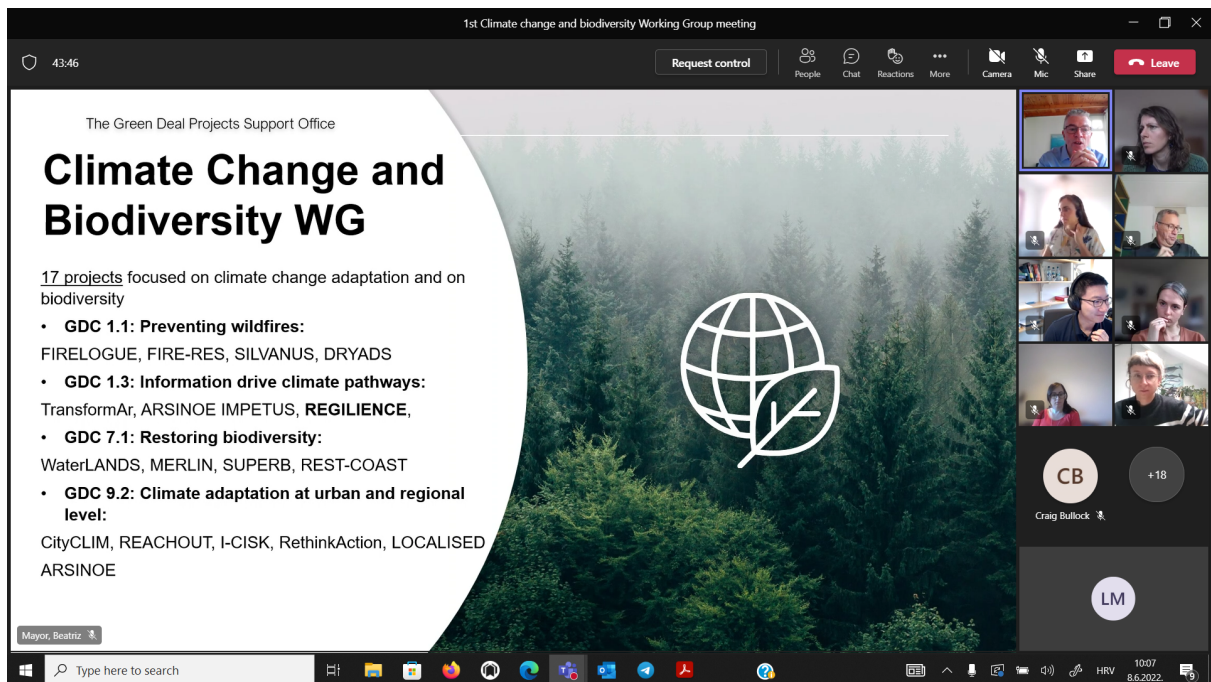 1st Climate change and biodiversity Working Group meeting
43:46
Request control
People
Chat
Reactions
More
Camera
Mic
Share
Leave
The Green Deal Projects Support Office
Climate Change and
Biodiversity WG
17 projects focused on climate change adaptation and on
biodiversity
• GDC 1.1: Preventing wildfires:
FIRELOGUE, FIRE-RES, SILVANUS, DRYADS
• GDC 1.3: Information drive climate pathways:
TransformAr, ARSINOE IMPETUS, REGILIENCE,
• GDC 7.1: Restoring biodiversity:
WaterLANDS, MERLIN, SUPERB, REST-COAST
• GDC 9.2: Climate adaptation at urban and regional
level:
CityCLIM, REACHOUT, I-CISK, RethinkAction, LOCALISED
ARSINOE
Mayor, Beatriz
CB
+18
Craig Bullock
LM
Type here to search
HRV
10:07
8.6.2022.
9